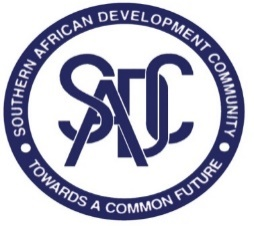 SOUTHERN AFRICAN DEVELOPMENT COMMUNITY
SADC
TOWARDS A COMMON FUTURE